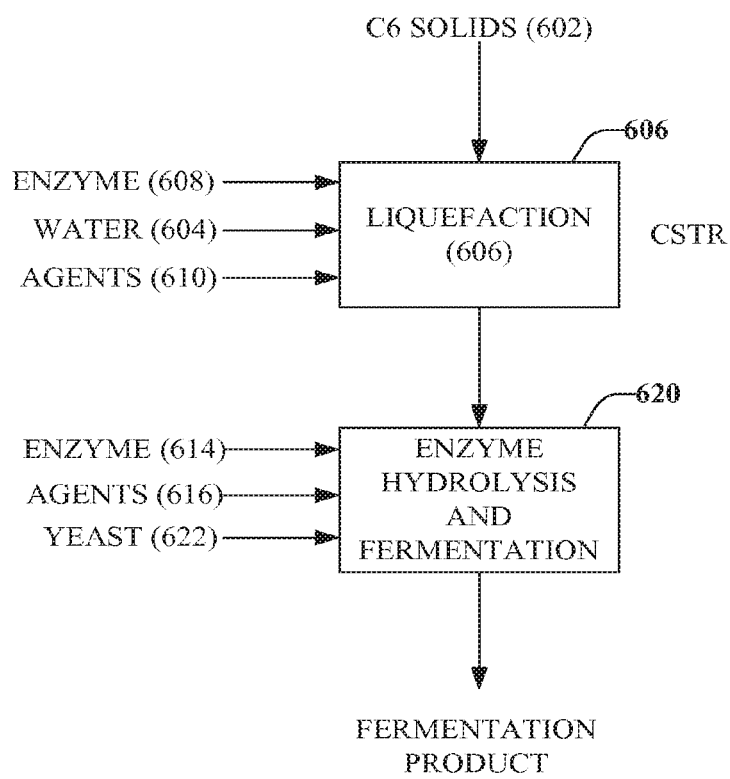 C6 SOLIDS (602)
606
ENZYME (608)
WATER (604)
AGENTS (610)
LIQUEFACTION
(606)
CSTR
620
ENZYME (614)
AGENTS (616)
YEAST (622)
ENZYME
HYDROLYSIS
AND
FERMENTATION
FERMENTATION
PRODUCT